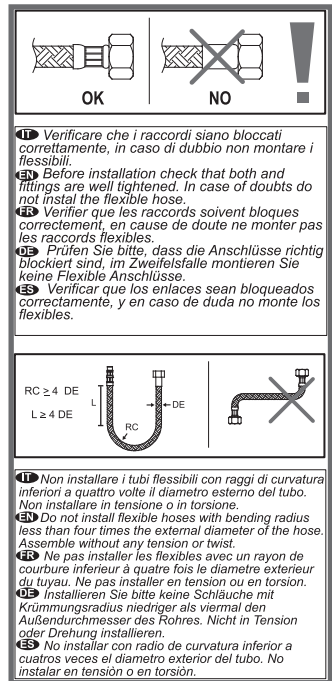 OK NO
IT Verificare che i raccordi siano bloccati
correttamente, in caso di dubbio non montare i
flessibili.
EN Before installation check that both and
fittings are well tightened. In case of doubts do
not instal the flexible hose.
FR Verifier que les raccords soivent bloques
correctement, en cause de doute ne monter pas
les raccords flexibles.
DE Prüfen Sie bitte, dass die Anschlüsse richtig
blockiert sind, im Zweifelsfalle montieren Sie
keine Flexible Anschlüsse.
ES Verificar que los enlaces sean bloqueados
correctamente, y en caso de duda no monte los
flexibles.
RC ≥ 4 DE
L ≥ 4 DE
L
DE
RC
IT Non installare i tubi flessibili con raggi di curvatura
inferiori a quattro volte il diametro esterno del tubo.
Non installare in tensione o in torsione.
EN Do not install flexible hoses with bending radius
less than four times the external diameter of the hose.
Assemble without any tension or twist.
FR Ne pas installer les flexibles avec un rayon de
courbure inferieur à quatre fois le diametre exterieur
du tuyau. Ne pas installer en tension ou en torsion.
DE Installieren Sie bitte keine Schläuche mit
Krümmungsradius niedriger als viermal den
Außendurchmesser des Rohres. Nicht in Tension
oder Drehung installieren.
ES No installar con radio de curvatura inferior a
cuatros veces el diametro exterior del tubo. No
instalar en tensiòn o en torsiòn.